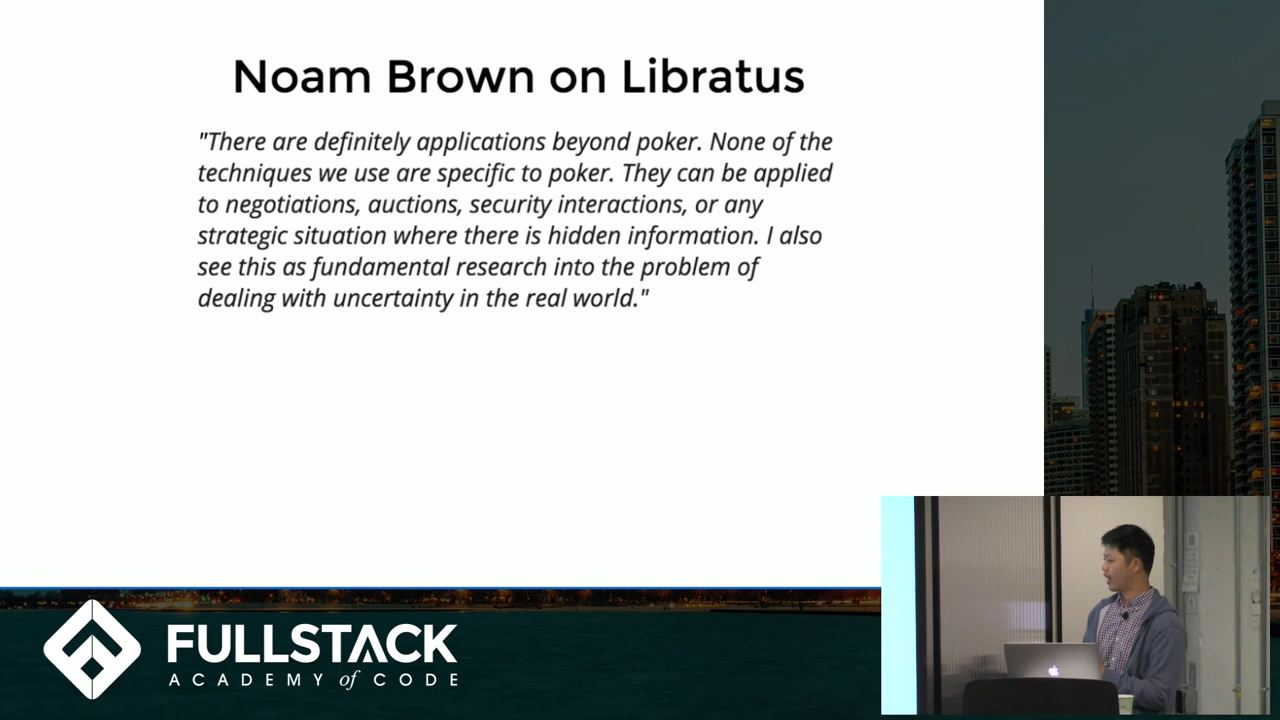 Noam Brown on Libratus
"There are definitely applications beyond poker. None of the
techniques we use are specific to poker. They can be applied
to negotiations, auctions, security interactions, or any
strategic situation where there is hidden information. I also
see this as fundamental research into the problem of
dealing with uncertainty in the real world."
FULLSTACK
ACADEMY of CODE